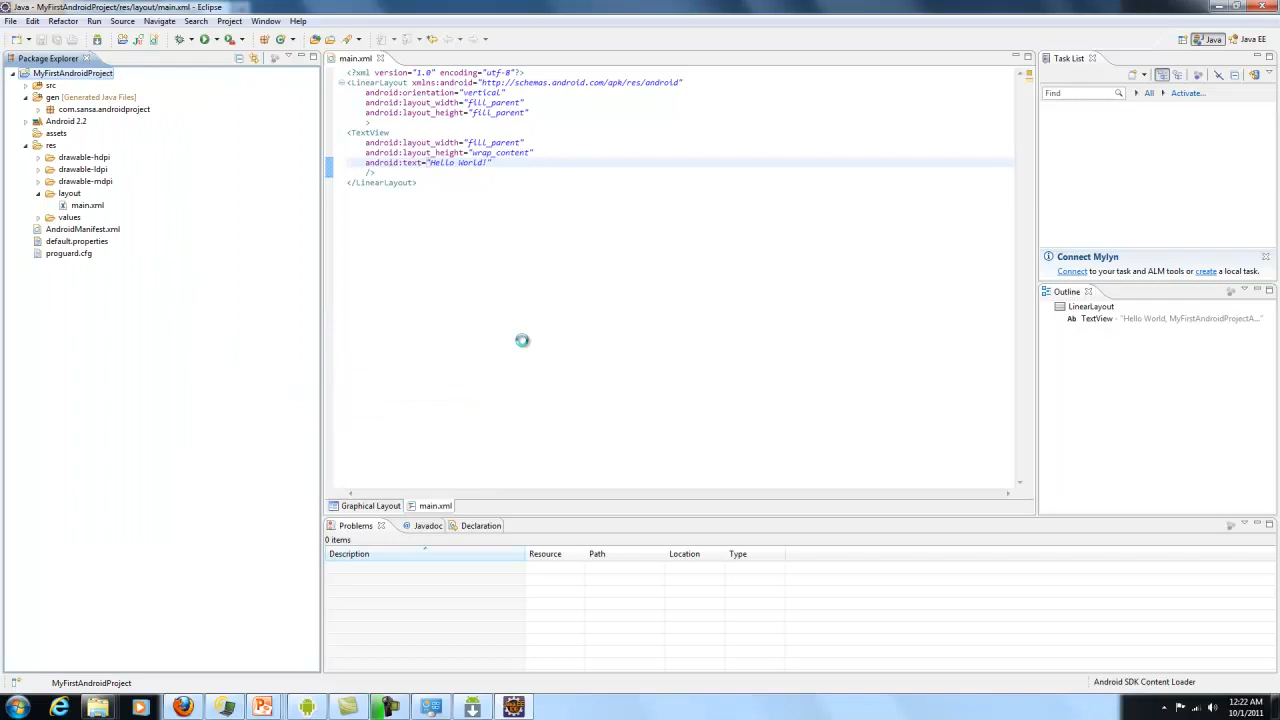 Java - MyFirstAndroidProject/res/layout/main.xml - Eclipse
File Edit Refactor Run Source Navigate Search Project Window Help
Java Java EE
Package Explorer
MyFirstAndroidProject
src
gen [Generated Java Files]
com.sansa.androidproject
Android 2.2
assets
res
drawable-hdpi
drawable-ldpi
drawable-mdpi
layout
main.xml
values
AndroidManifest.xml
default.properties
proguard.cfg
main.xml
<?xml version="1.0" encoding="utf-8"?>
<LinearLayout xmlns:android="http://schemas.android.com/apk/res/android"
android:orientation="vertical"
android:layout_width="fill_parent"
android:layout_height="fill_parent"
>
<TextView
android:layout_width="fill_parent"
android:layout_height="wrap_content"
android:text="Hello World!"
/>
</LinearLayout>
Graphical Layout main.xml
Task List
Find All Activate...
Connect Mylyn
Connect to your task and ALM tools or create a local task.
Outline
LinearLayout
Ab TextView - "Hello World, MyFirstAndroidProjectA..."
Problems @ Javadoc Declaration
0 items
Description Resource Path Location Type
MyFirstAndroidProject
Android SDK Content Loader
12:22 AM
10/1/2011